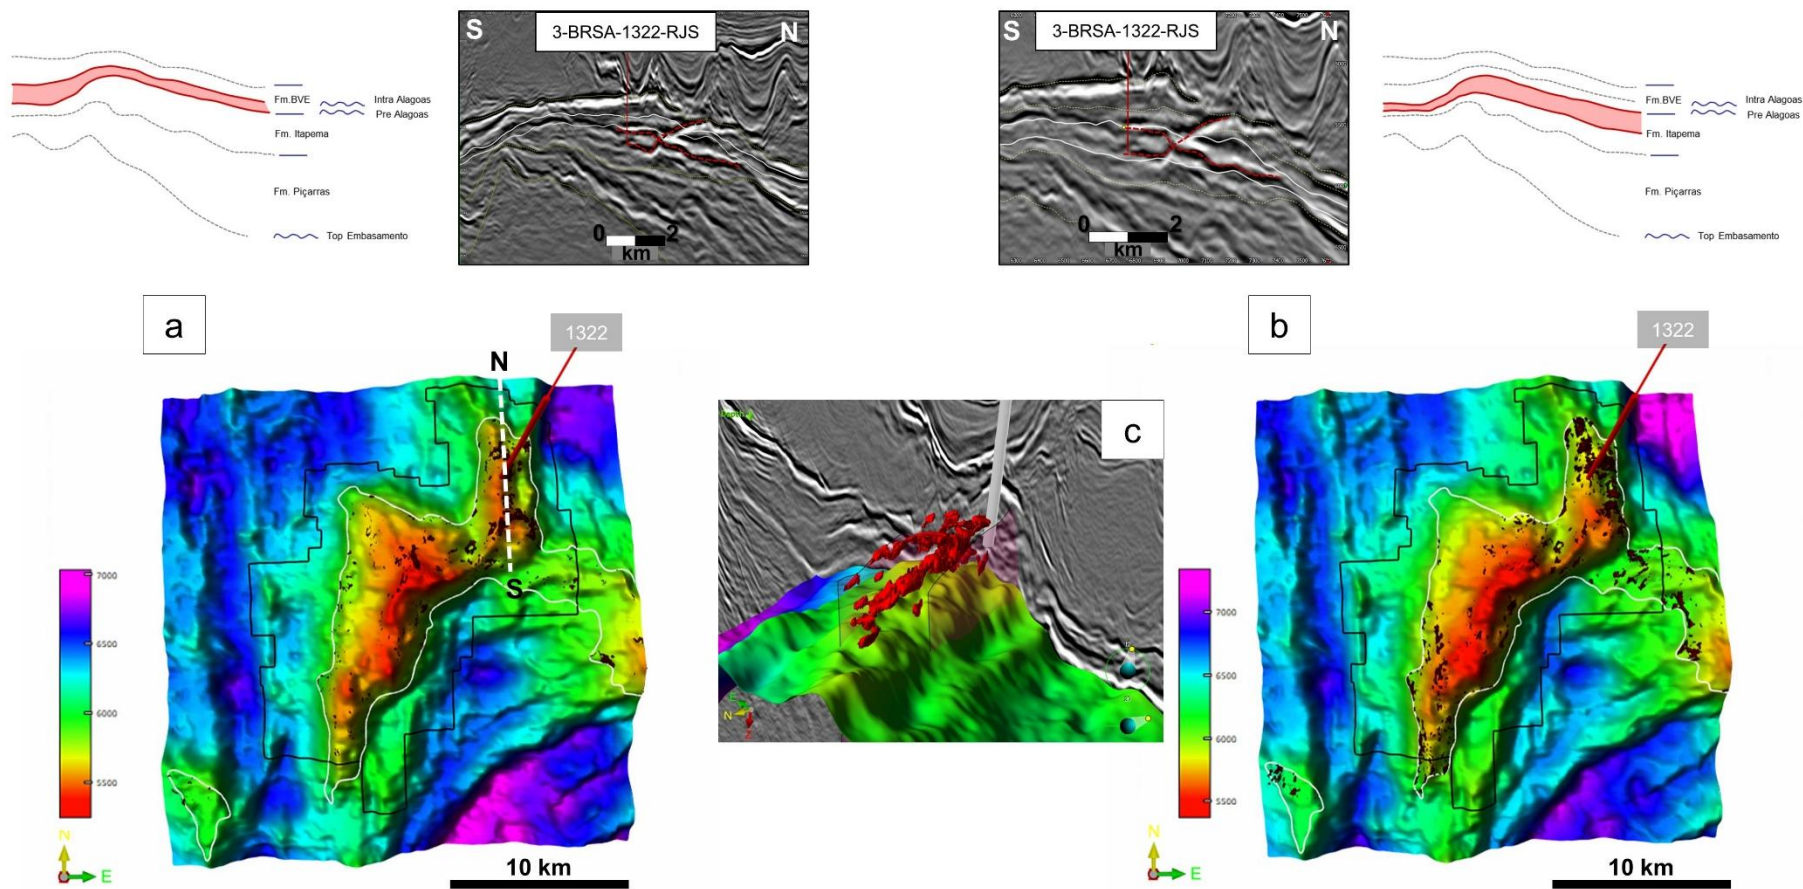 S
3-BRSA-1322-RJS
N
0
2
km
Fm.BVE
Intra Alagoas
Pre Alagoas
Fm. Itapema
Fm. Piçarras
Top Embasamento
S
3-BRSA-1322-RJS
N
0
2
km
Fm.BVE
Intra Alagoas
Pre Alagoas
Fm. Itapema
Fm. Piçarras
Top Embasamento
a
1322
N
S
7000
6500
6000
5500
N
E
10 km
c
N
Z
b
1322
7000
6500
6000
5500
N
E
10 km